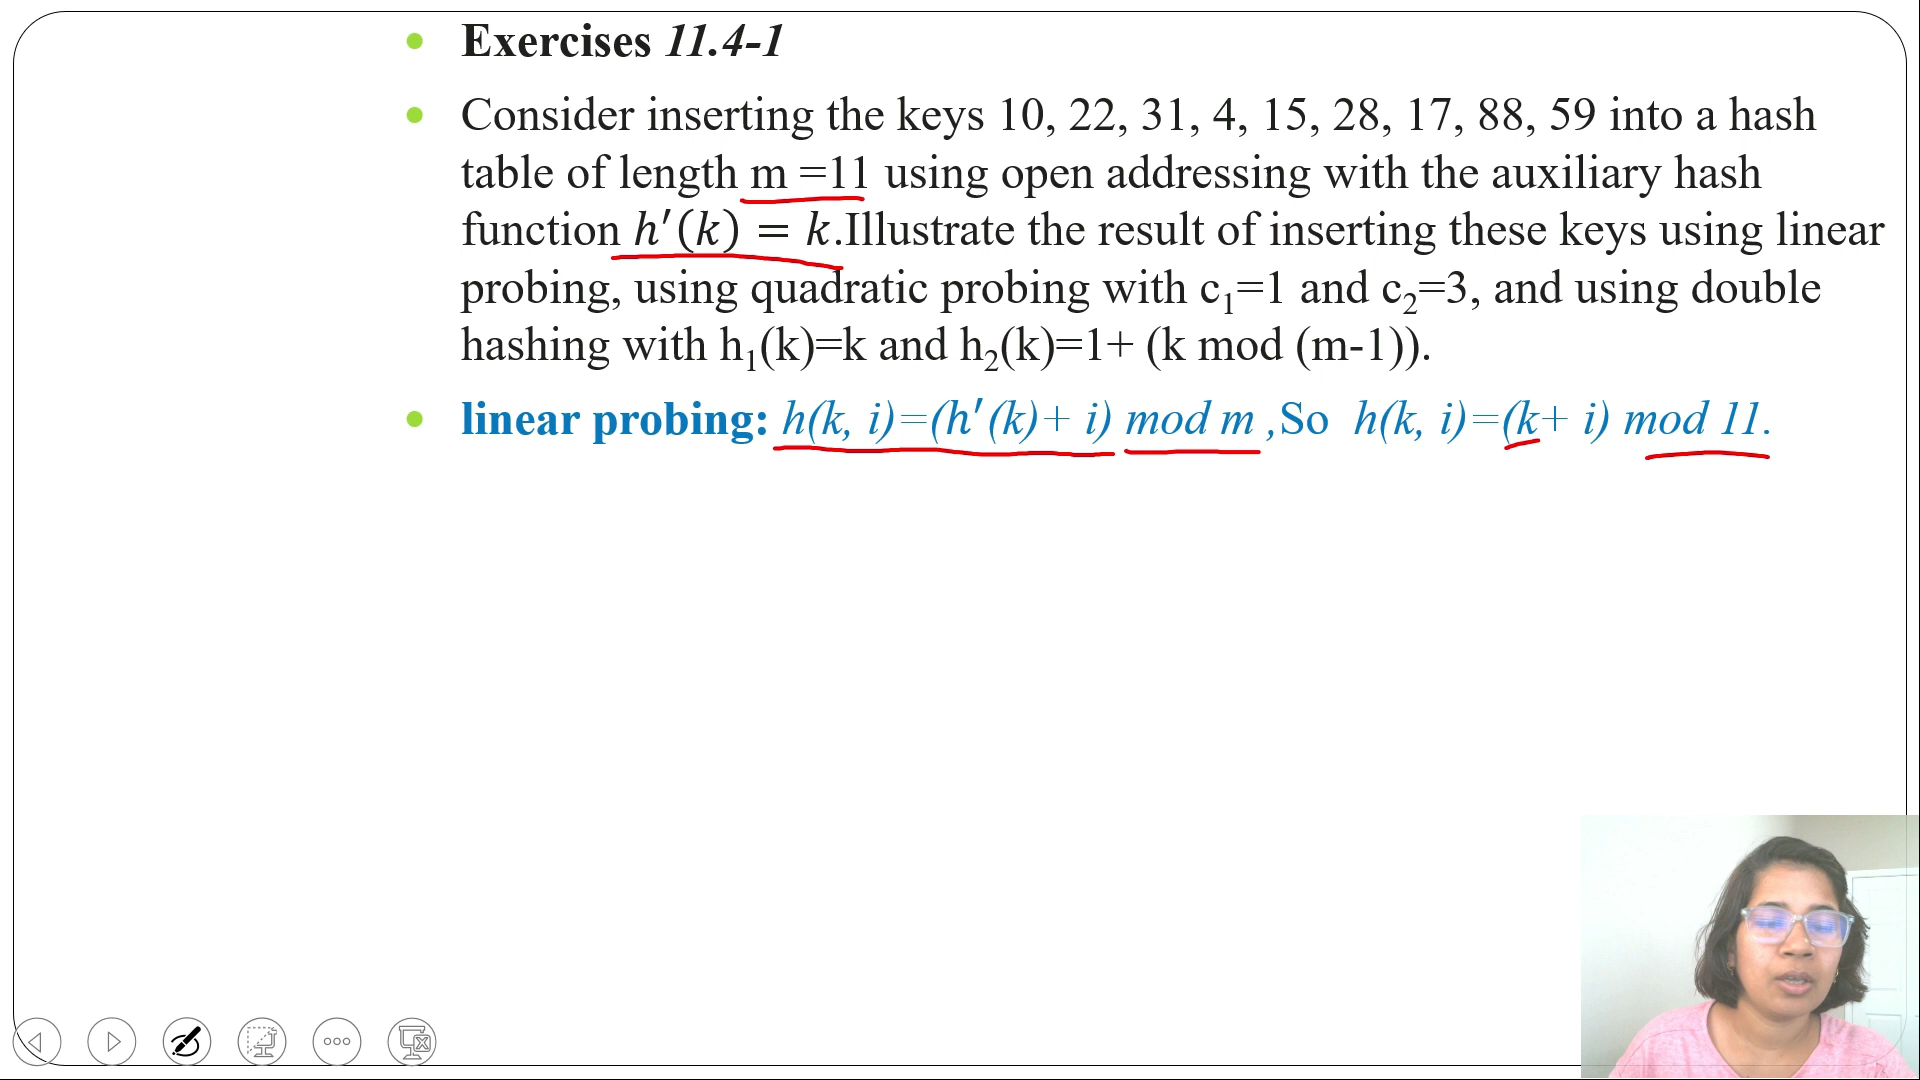 Exercises 11.4-1
Consider inserting the keys 10, 22, 31, 4, 15, 28, 17, 88, 59 into a hash
table of length m =11 using open addressing with the auxiliary hash
function h′(k) = k.Illustrate the result of inserting these keys using linear
probing, using quadratic probing with c₁=1 and c₂=3, and using double
hashing with h₁(k)=k and h₂(k)=1+ (k mod (m-1)).
linear probing: h(k, i)=(h′(k)+ i) mod m ,So h(k, i)=(k+ i) mod 11.